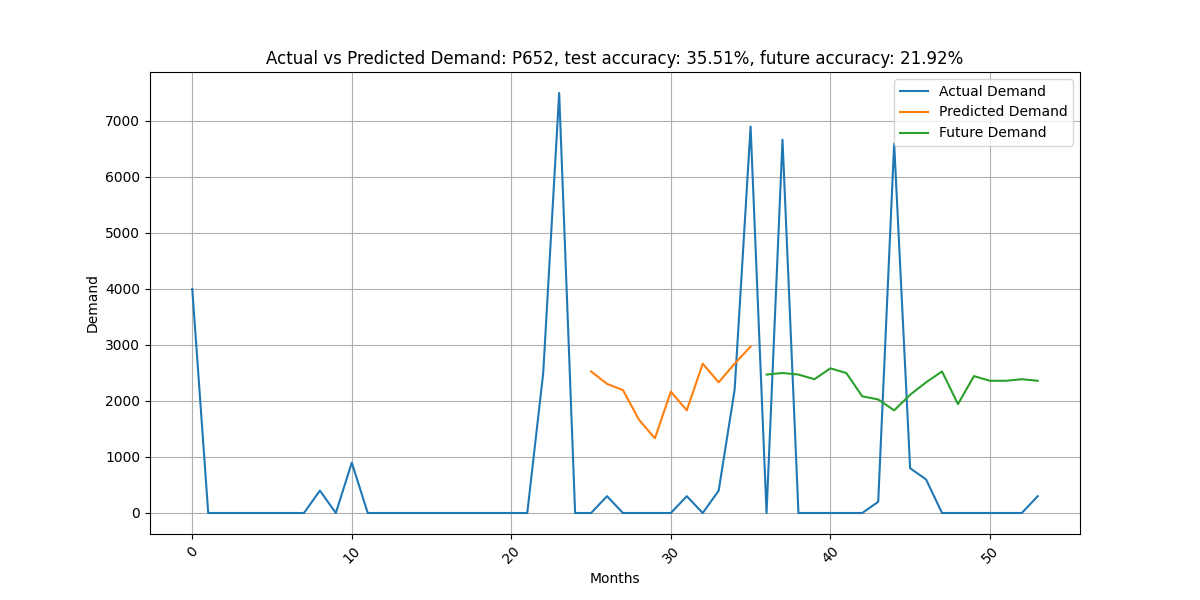 Actual vs Predicted Demand: P652, test accuracy: 35.51%, future accuracy: 21.92%
Actual Demand
Predicted Demand
Future Demand
Demand
7000
6000
5000
4000
3000
2000
1000
0
0
10
20
30
40
50
Months